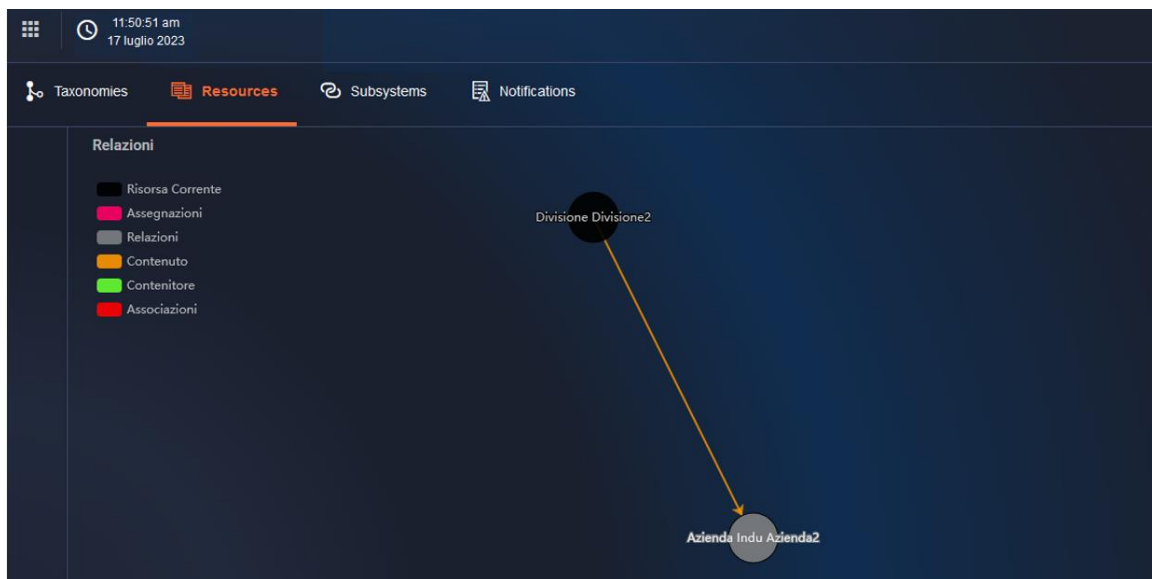 11:50:51 am
17 luglio 2023
Taxonomies
Resources
Subsystems
Notifications
Relazioni
Risorsa Corrente
Assegnazioni
Relazioni
Contenuto
Contenitore
Associazioni
Divisione Divisione2
Azienda Indu Azienda2